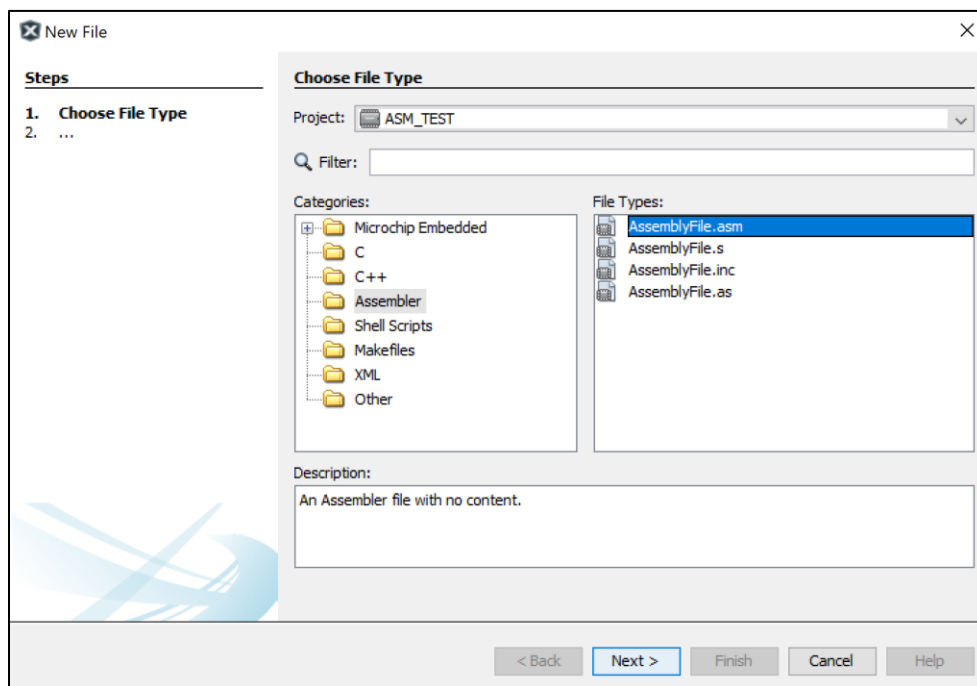 New File
Steps
1. Choose File Type
2. ...
Choose File Type
Project: ASM_TEST
Filter:
Categories:
Microchip Embedded
C
C++
Assembler
Shell Scripts
Makefiles
XML
Other
File Types:
AssemblyFile.asm
AssemblyFile.s
AssemblyFile.inc
AssemblyFile.as
Description:
An Assembler file with no content.
< Back
Next >
Finish
Cancel
Help